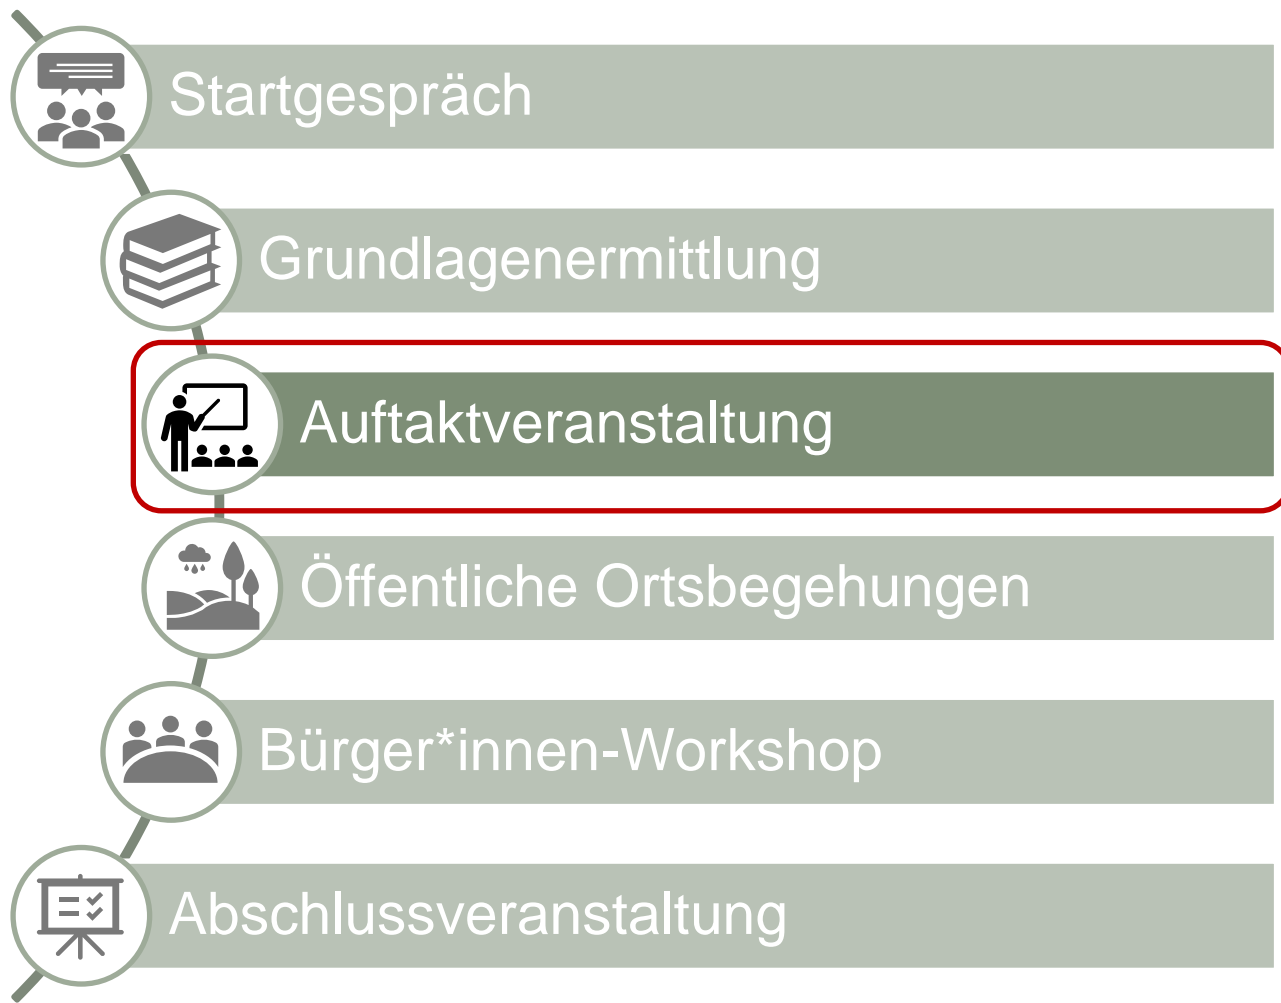 Startgespräch
Grundlagenermittlung
Auftaktveranstaltung
Öffentliche Ortsbegehungen
Bürger*innen-Workshop
Abschlussveranstaltung